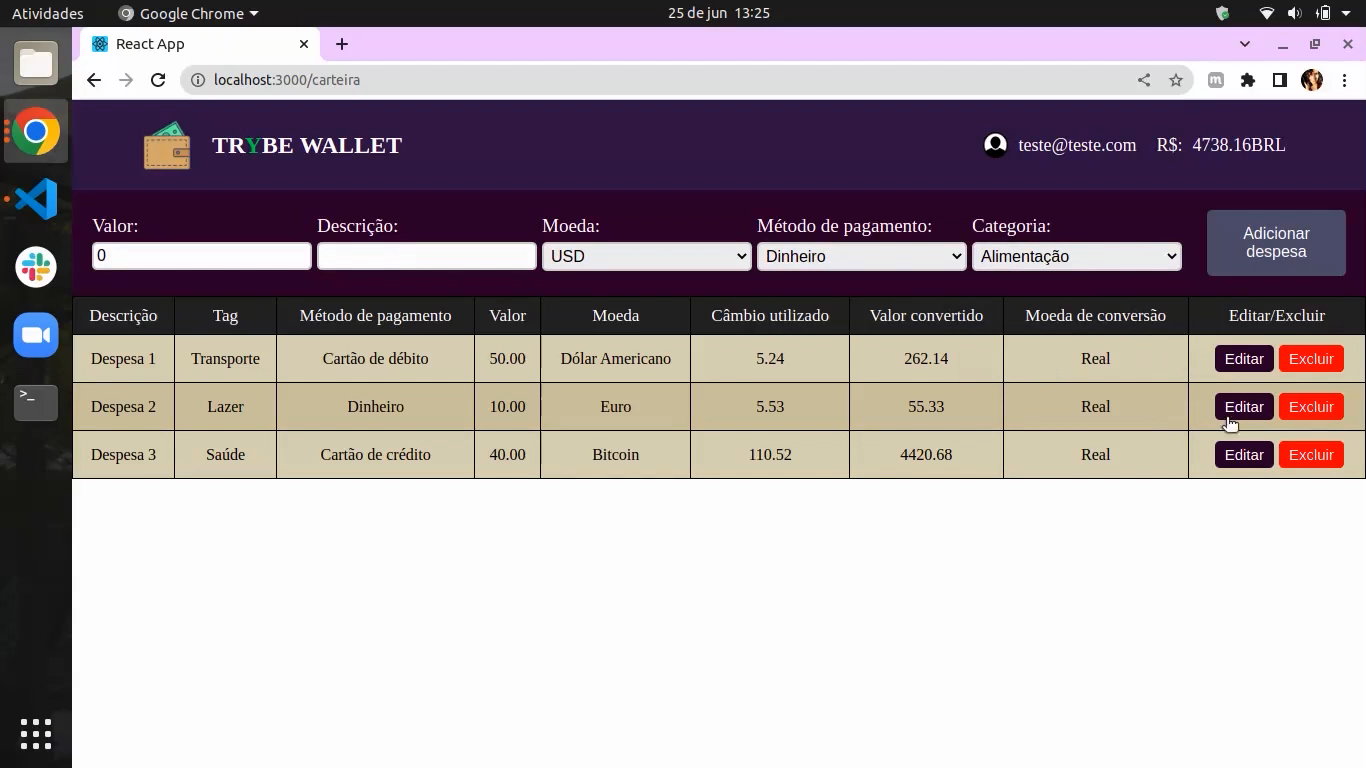 Atividades Google Chrome 25 de jun 13:25
React App
localhost:3000/carteira
TRYBE WALLET teste@teste.com R$: 4738.16BRL
Valor: Descrição: Moeda: Método de pagamento: Categoria:
0 USD Dinheiro Alimentação
Adicionar
despesa
Descrição Tag Método de pagamento Valor Moeda Câmbio utilizado Valor convertido Moeda de conversão Editar/Excluir
Despesa 1 Transporte Cartão de débito 50.00 Dólar Americano 5.24 262.14 Real Editar Excluir
Despesa 2 Lazer Dinheiro 10.00 Euro 5.53 55.33 Real Editar Excluir
Despesa 3 Saúde Cartão de crédito 40.00 Bitcoin 110.52 4420.68 Real Editar Excluir